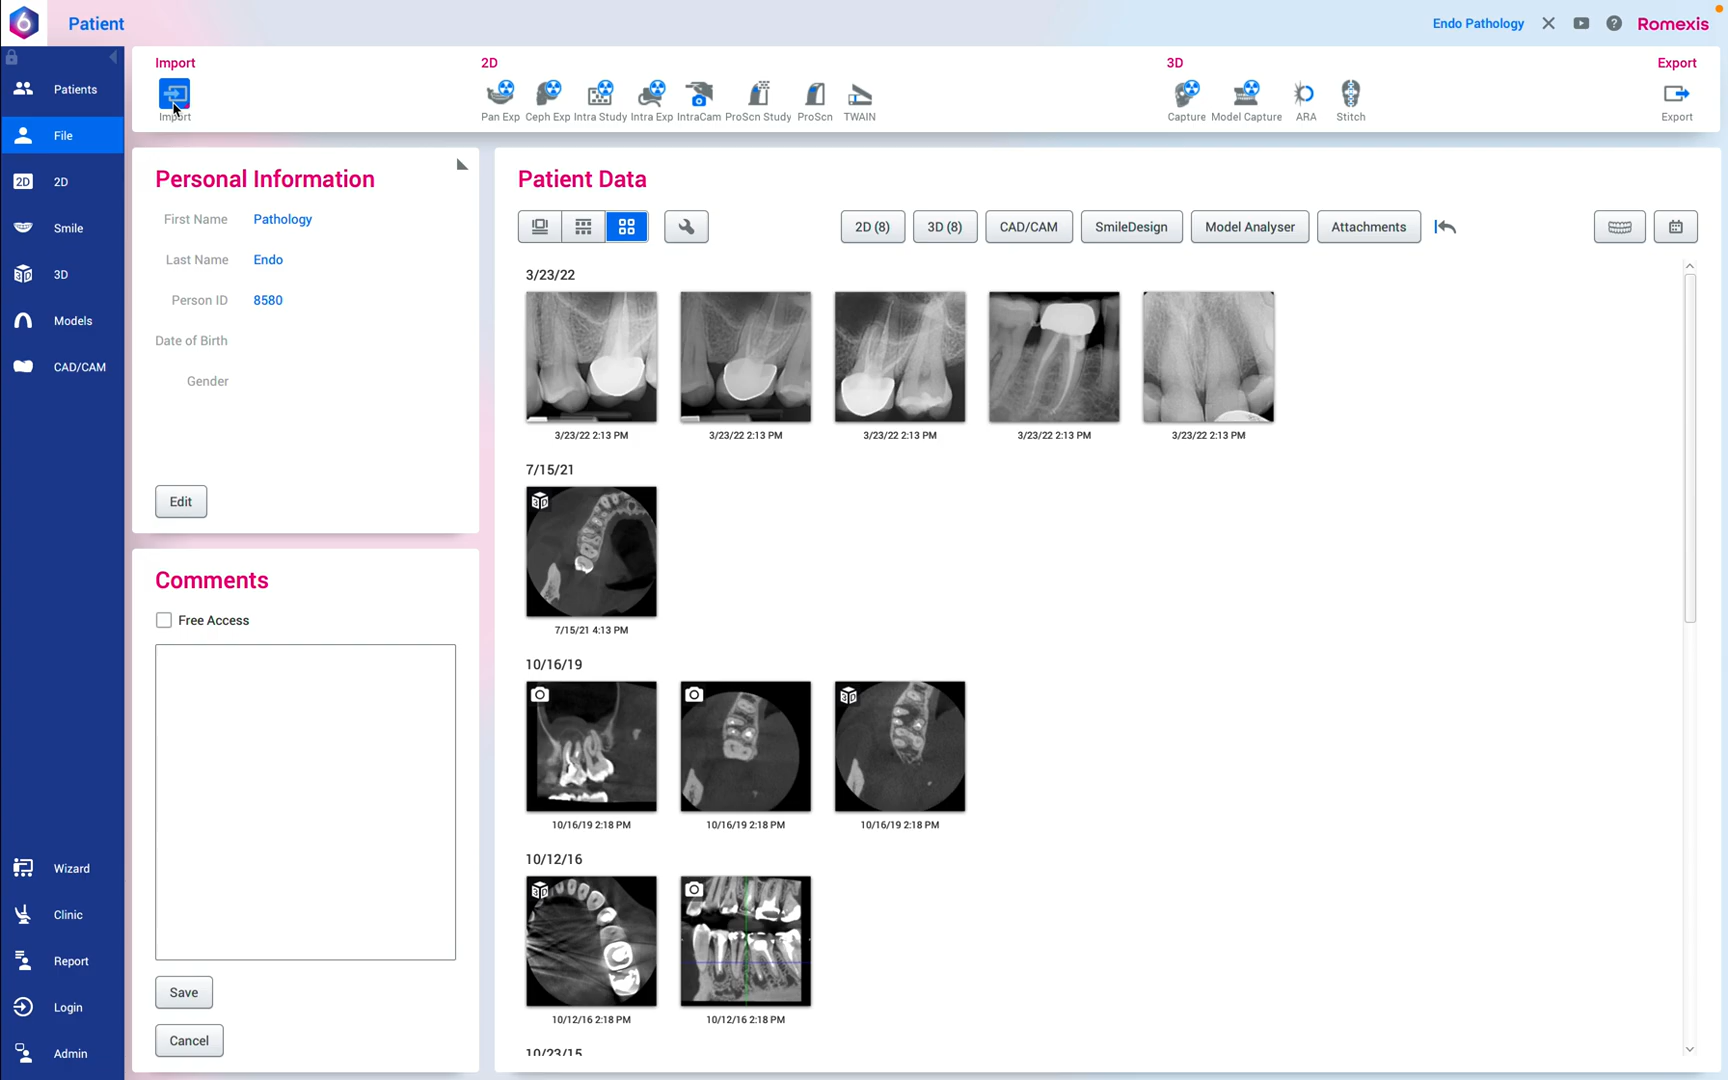 6
Patient
Endo Pathology
Romexis
Patients
File
2D
2D
Smile
3D
3D
Models
CAD/CAM
Wizard
Clinic
Report
Login
Admin
Import
Import
2D
Pan Exp
Ceph Exp
Intra Study
Intra Exp
IntraCam
ProScn Study
ProScn
TWAIN
3D
Capture
Model Capture
ARA
Stitch
Export
Export
Personal Information
First Name Pathology
Last Name Endo
Person ID 8580
Date of Birth
Gender
Edit
Comments
Free Access
Save
Cancel
Patient Data
2D (8)
3D (8)
CAD/CAM
SmileDesign
Model Analyser
Attachments
3/23/22
3/23/22 2:13 PM
3/23/22 2:13 PM
3/23/22 2:13 PM
3/23/22 2:13 PM
3/23/22 2:13 PM
7/15/21
3D
7/15/21 4:13 PM
10/16/19
3D
10/16/19 2:18 PM
10/16/19 2:18 PM
10/16/19 2:18 PM
10/12/16
3D
10/12/16 2:18 PM
10/12/16 2:18 PM
10/23/15